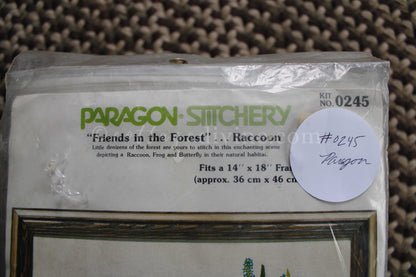 KIT
NO. 0245
PARAGON·STITCHERY
"Friends in the Forest" ... Raccoon
Little denizens of the forest are yours to stitch in this enchanting scene
depicting a Raccoon, Frog and Butterfly in their natural habitat.
Fits a 14" x 18" Fra
(approx. 36 cm x 46 cm
#0245
Paragon